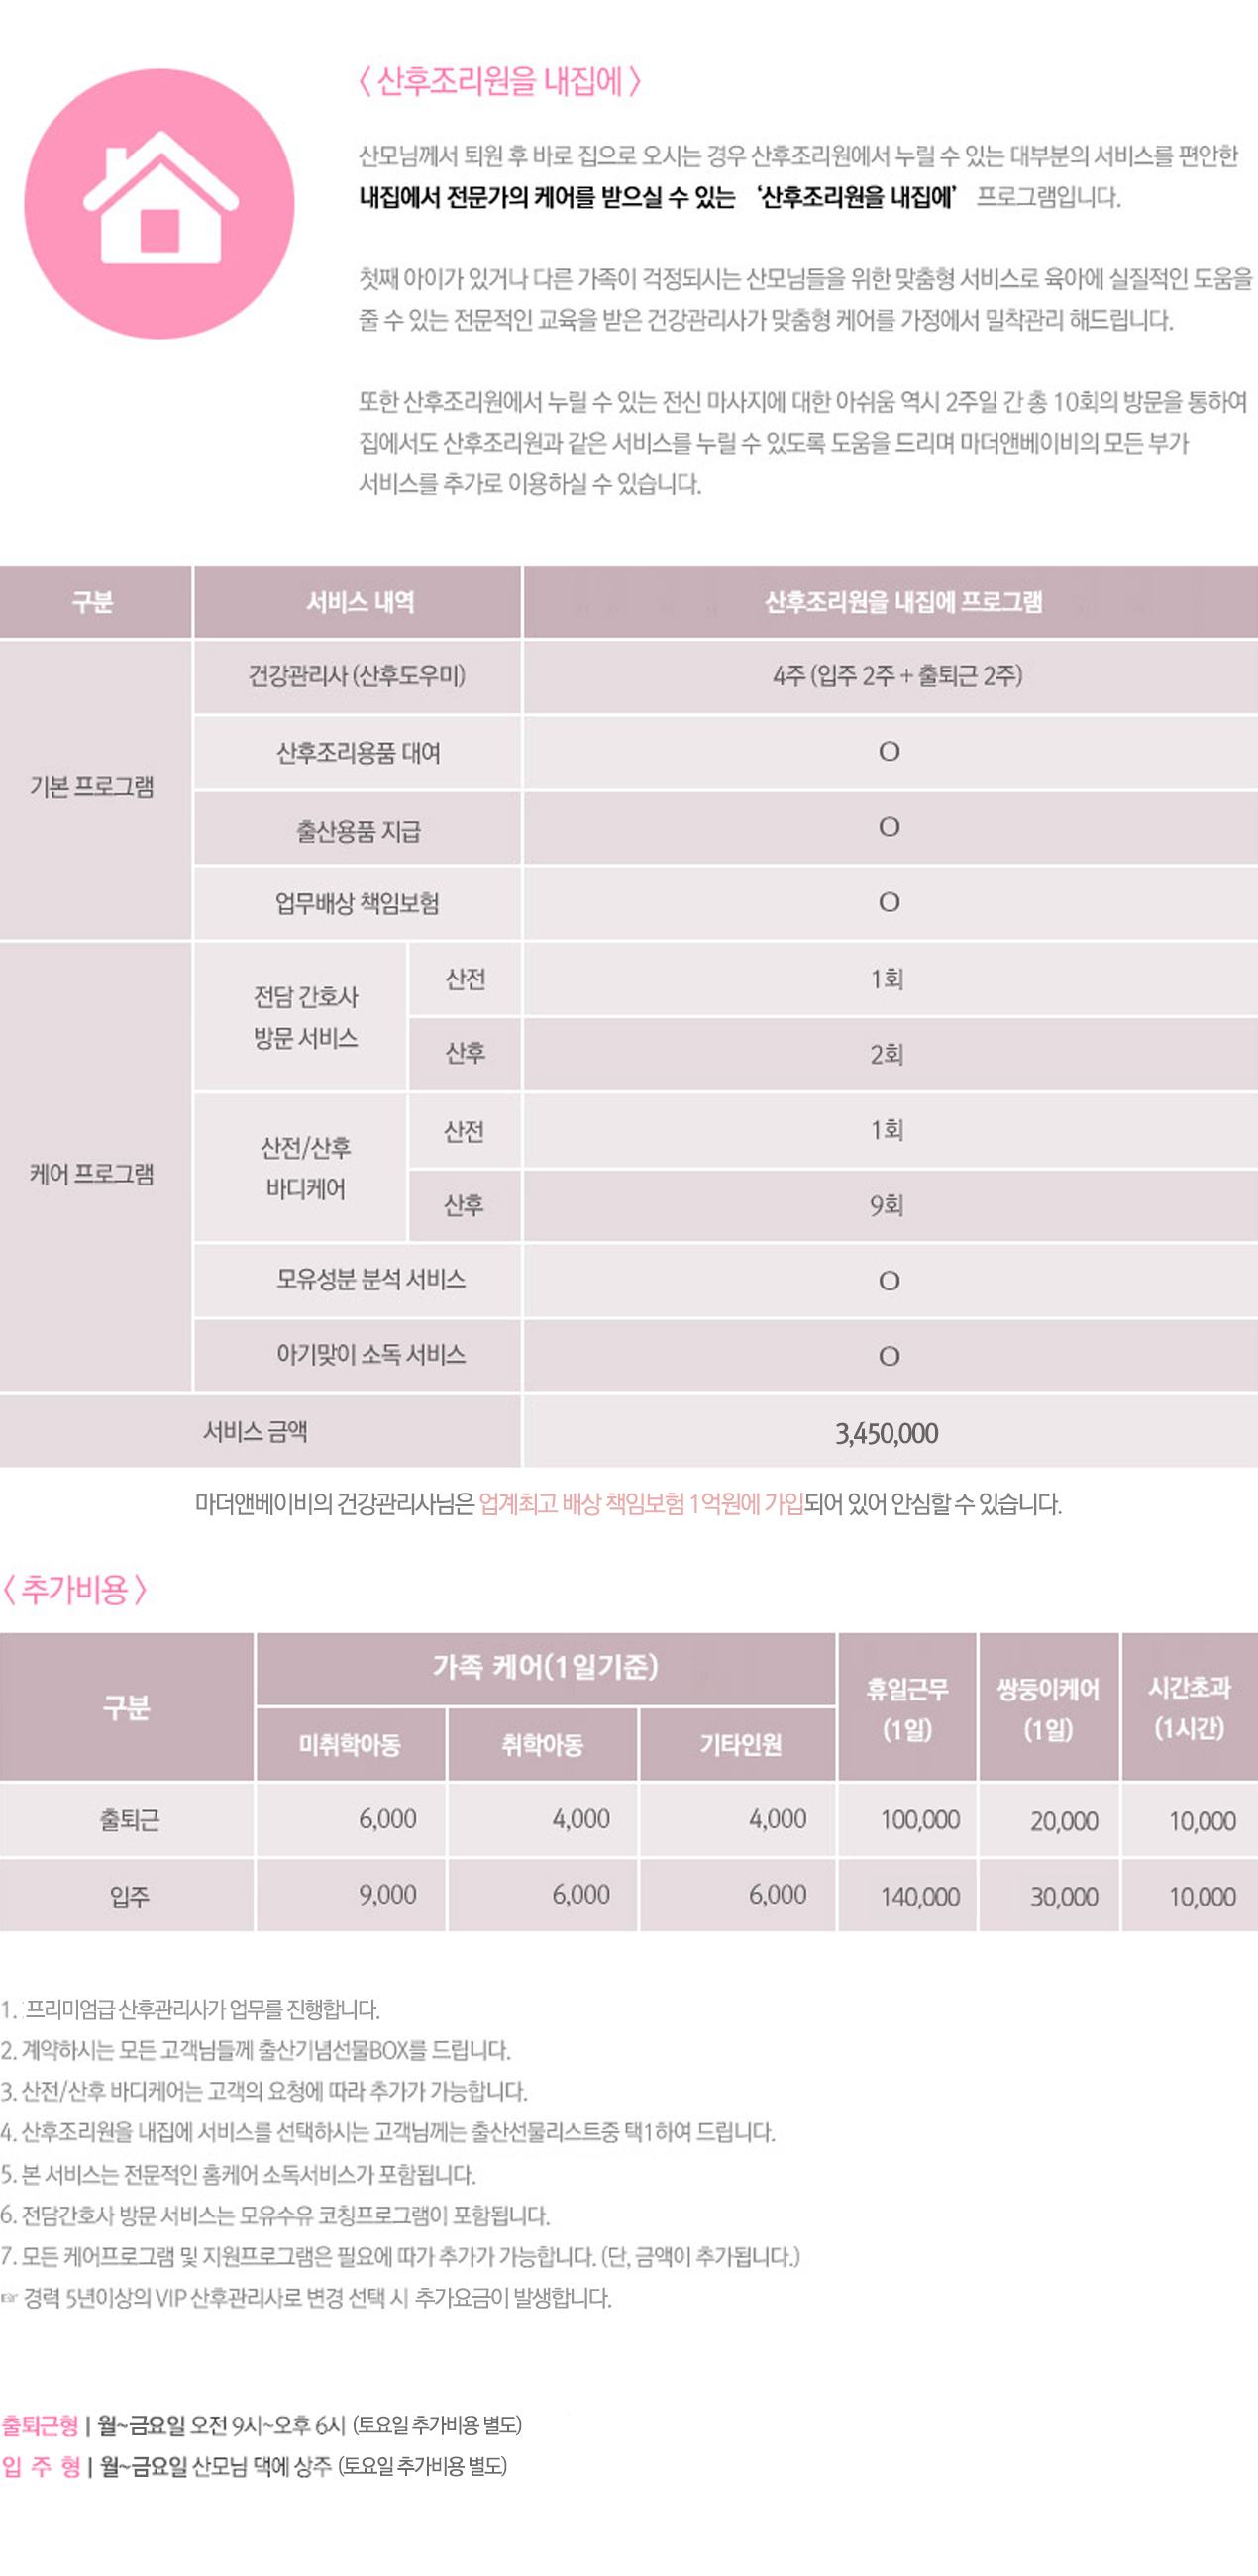 〈 산후조리원을 내집에 〉
산모님께서 퇴원 후 바로 집으로 오시는 경우 산후조리원에서 누릴 수 있는 대부분의 서비스를 편안한
내집에서 전문가의 케어를 받으실 수 있는 ‘산후조리원을 내집에’ 프로그램입니다.
첫째 아이가 있거나 다른 가족이 걱정되시는 산모님들을 위한 맞춤형 서비스로 육아에 실질적인 도움을
줄 수 있는 전문적인 교육을 받은 건강관리사가 맞춤형 케어를 가정에서 밀착관리 해드립니다.
또한 산후조리원에서 누릴 수 있는 전신 마사지에 대한 아쉬움 역시 2주일 간 총 10회의 방문을 통하여
집에서도 산후조리원과 같은 서비스를 누릴 수 있도록 도움을 드리며 마더앤베이비의 모든 부가
서비스를 추가로 이용하실 수 있습니다.
구분 서비스 내역 산후조리원을 내집에 프로그램
기본 프로그램
건강관리사 (산후도우미) 4주 (입주 2주 + 출퇴근 2주)
산후조리용품 대여 O
출산용품 지급 O
업무배상 책임보험 O
케어 프로그램
전담 간호사
방문 서비스
산전 1회
산후 2회
산전/산후
바디케어
산전 1회
산후 9회
모유성분 분석 서비스 O
아기맞이 소독 서비스 O
서비스 금액 3,450,000
마더앤베이비의 건강관리사님은 업계최고 배상 책임보험 1억원에 가입되어 있어 안심할 수 있습니다.
〈 추가비용 〉
구분 가족 케어(1일기준) 휴일근무 쌍둥이케어 시간초과
(1일) (1일) (1시간)
미취학아동 취학아동 기타인원
출퇴근 6,000 4,000 4,000 100,000 20,000 10,000
입주 9,000 6,000 6,000 140,000 30,000 10,000
1. 프리미엄급 산후관리사가 업무를 진행합니다.
2. 계약하시는 모든 고객님들께 출산기념선물BOX를 드립니다.
3. 산전/산후 바디케어는 고객의 요청에 따라 추가가 가능합니다.
4. 산후조리원을 내집에 서비스를 선택하시는 고객님께는 출산선물리스트중 택1하여 드립니다.
5. 본 서비스는 전문적인 홈케어 소독서비스가 포함됩니다.
6. 전담간호사 방문 서비스는 모유수유 코칭프로그램이 포함됩니다.
7. 모든 케어프로그램 및 지원프로그램은 필요에 따가 추가가 가능합니다. (단, 금액이 추가됩니다.)
☞ 경력 5년이상의 VIP 산후관리사로 변경 선택 시 추가요금이 발생합니다.
출퇴근형 | 월~금요일 오전 9시~오후 6시 (토요일 추가비용 별도)
입 주 형 | 월~금요일 산모님 댁에 상주 (토요일 추가비용 별도)